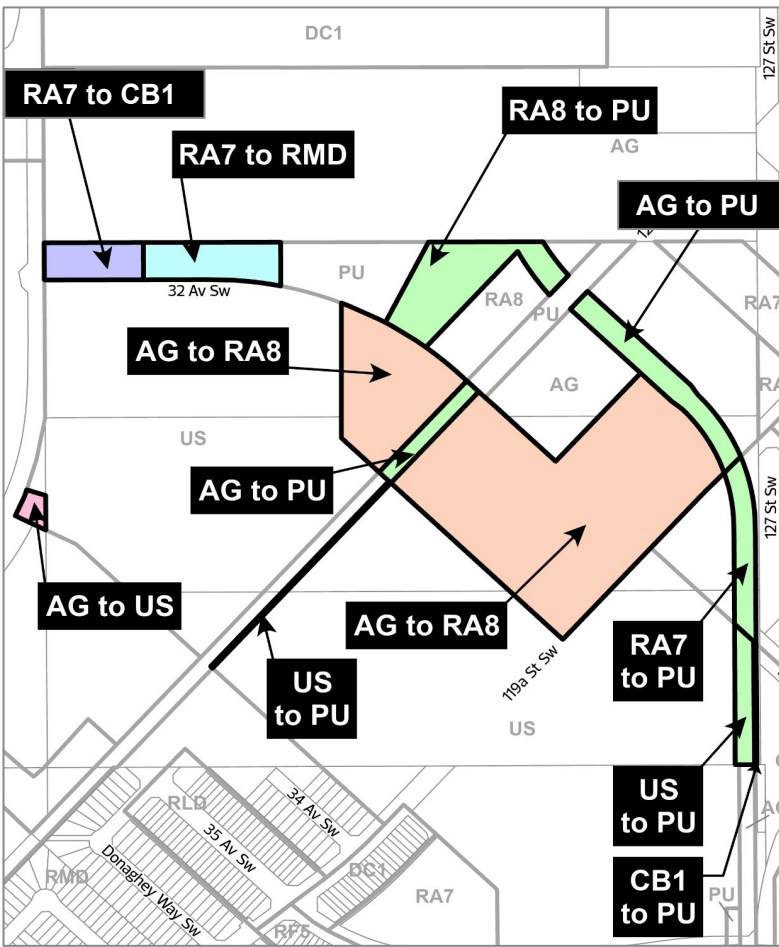 DC1
127 St Sw
RA7 to CB1
RA8 to PU
RA7 to RMD
AG
AG to PU
PU
32 Av Sw
RA8
PU
RA7
AG to RA8
AG
US
AG to PU
127 St Sw
AG to US
AG to RA8
RA7
to PU
US
to PU
119a St Sw
US
US
to PU
RLD
34 Av Sw
35 Av Sw
DC1
CB1
to PU
RMD
Donaghey Way Sw
RA7
PU
RF5